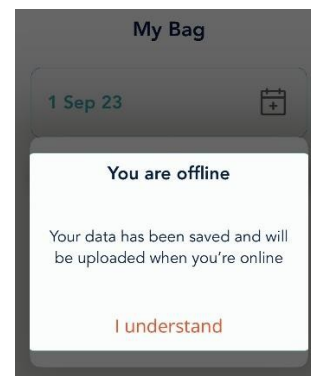 My Bag
1 Sep 23
You are offline
Your data has been saved and will
be uploaded when you're online
I understand